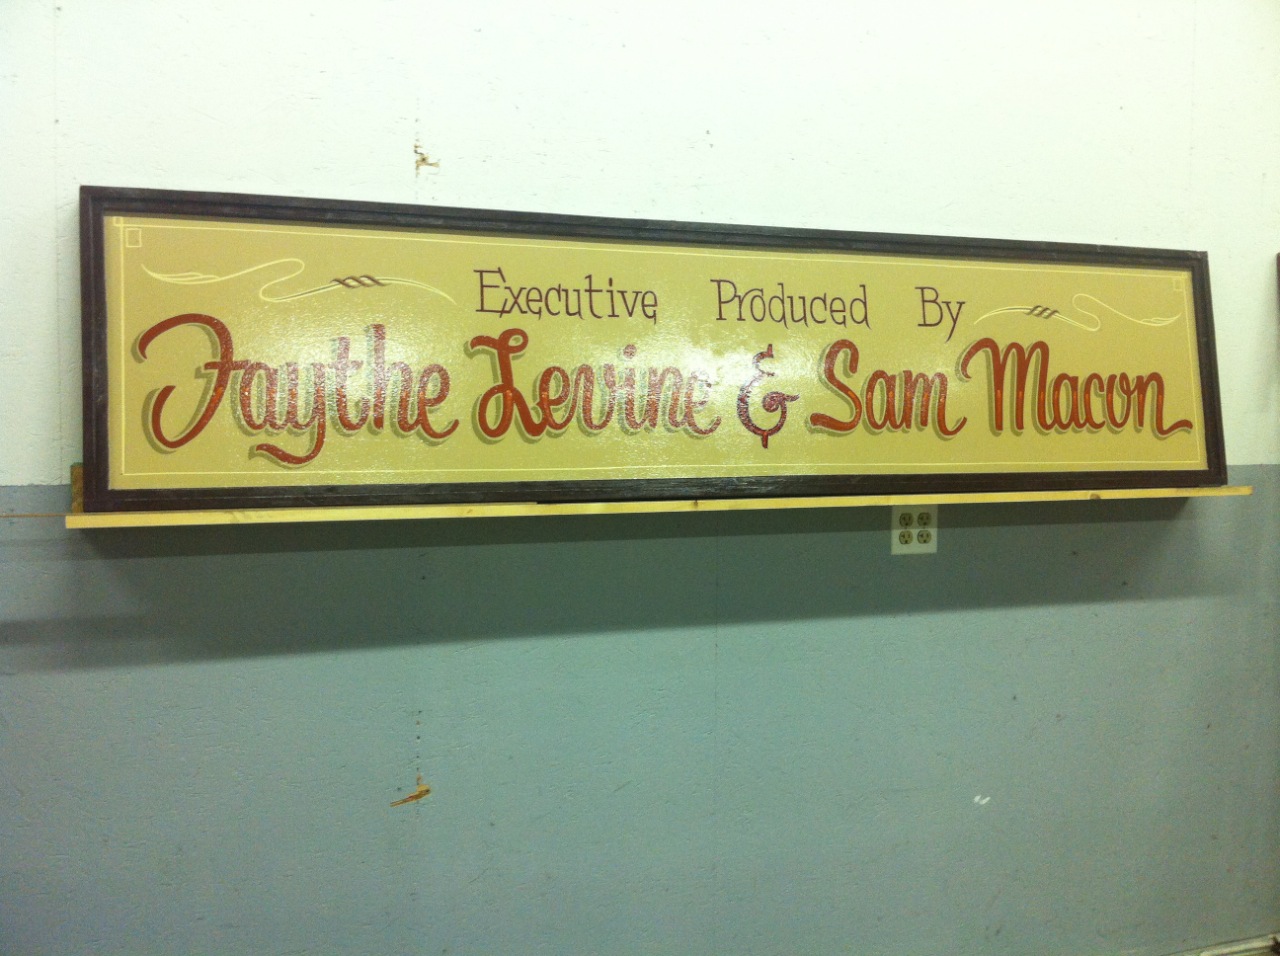 Executive Produced By
Faythe Levine & Sam Macon